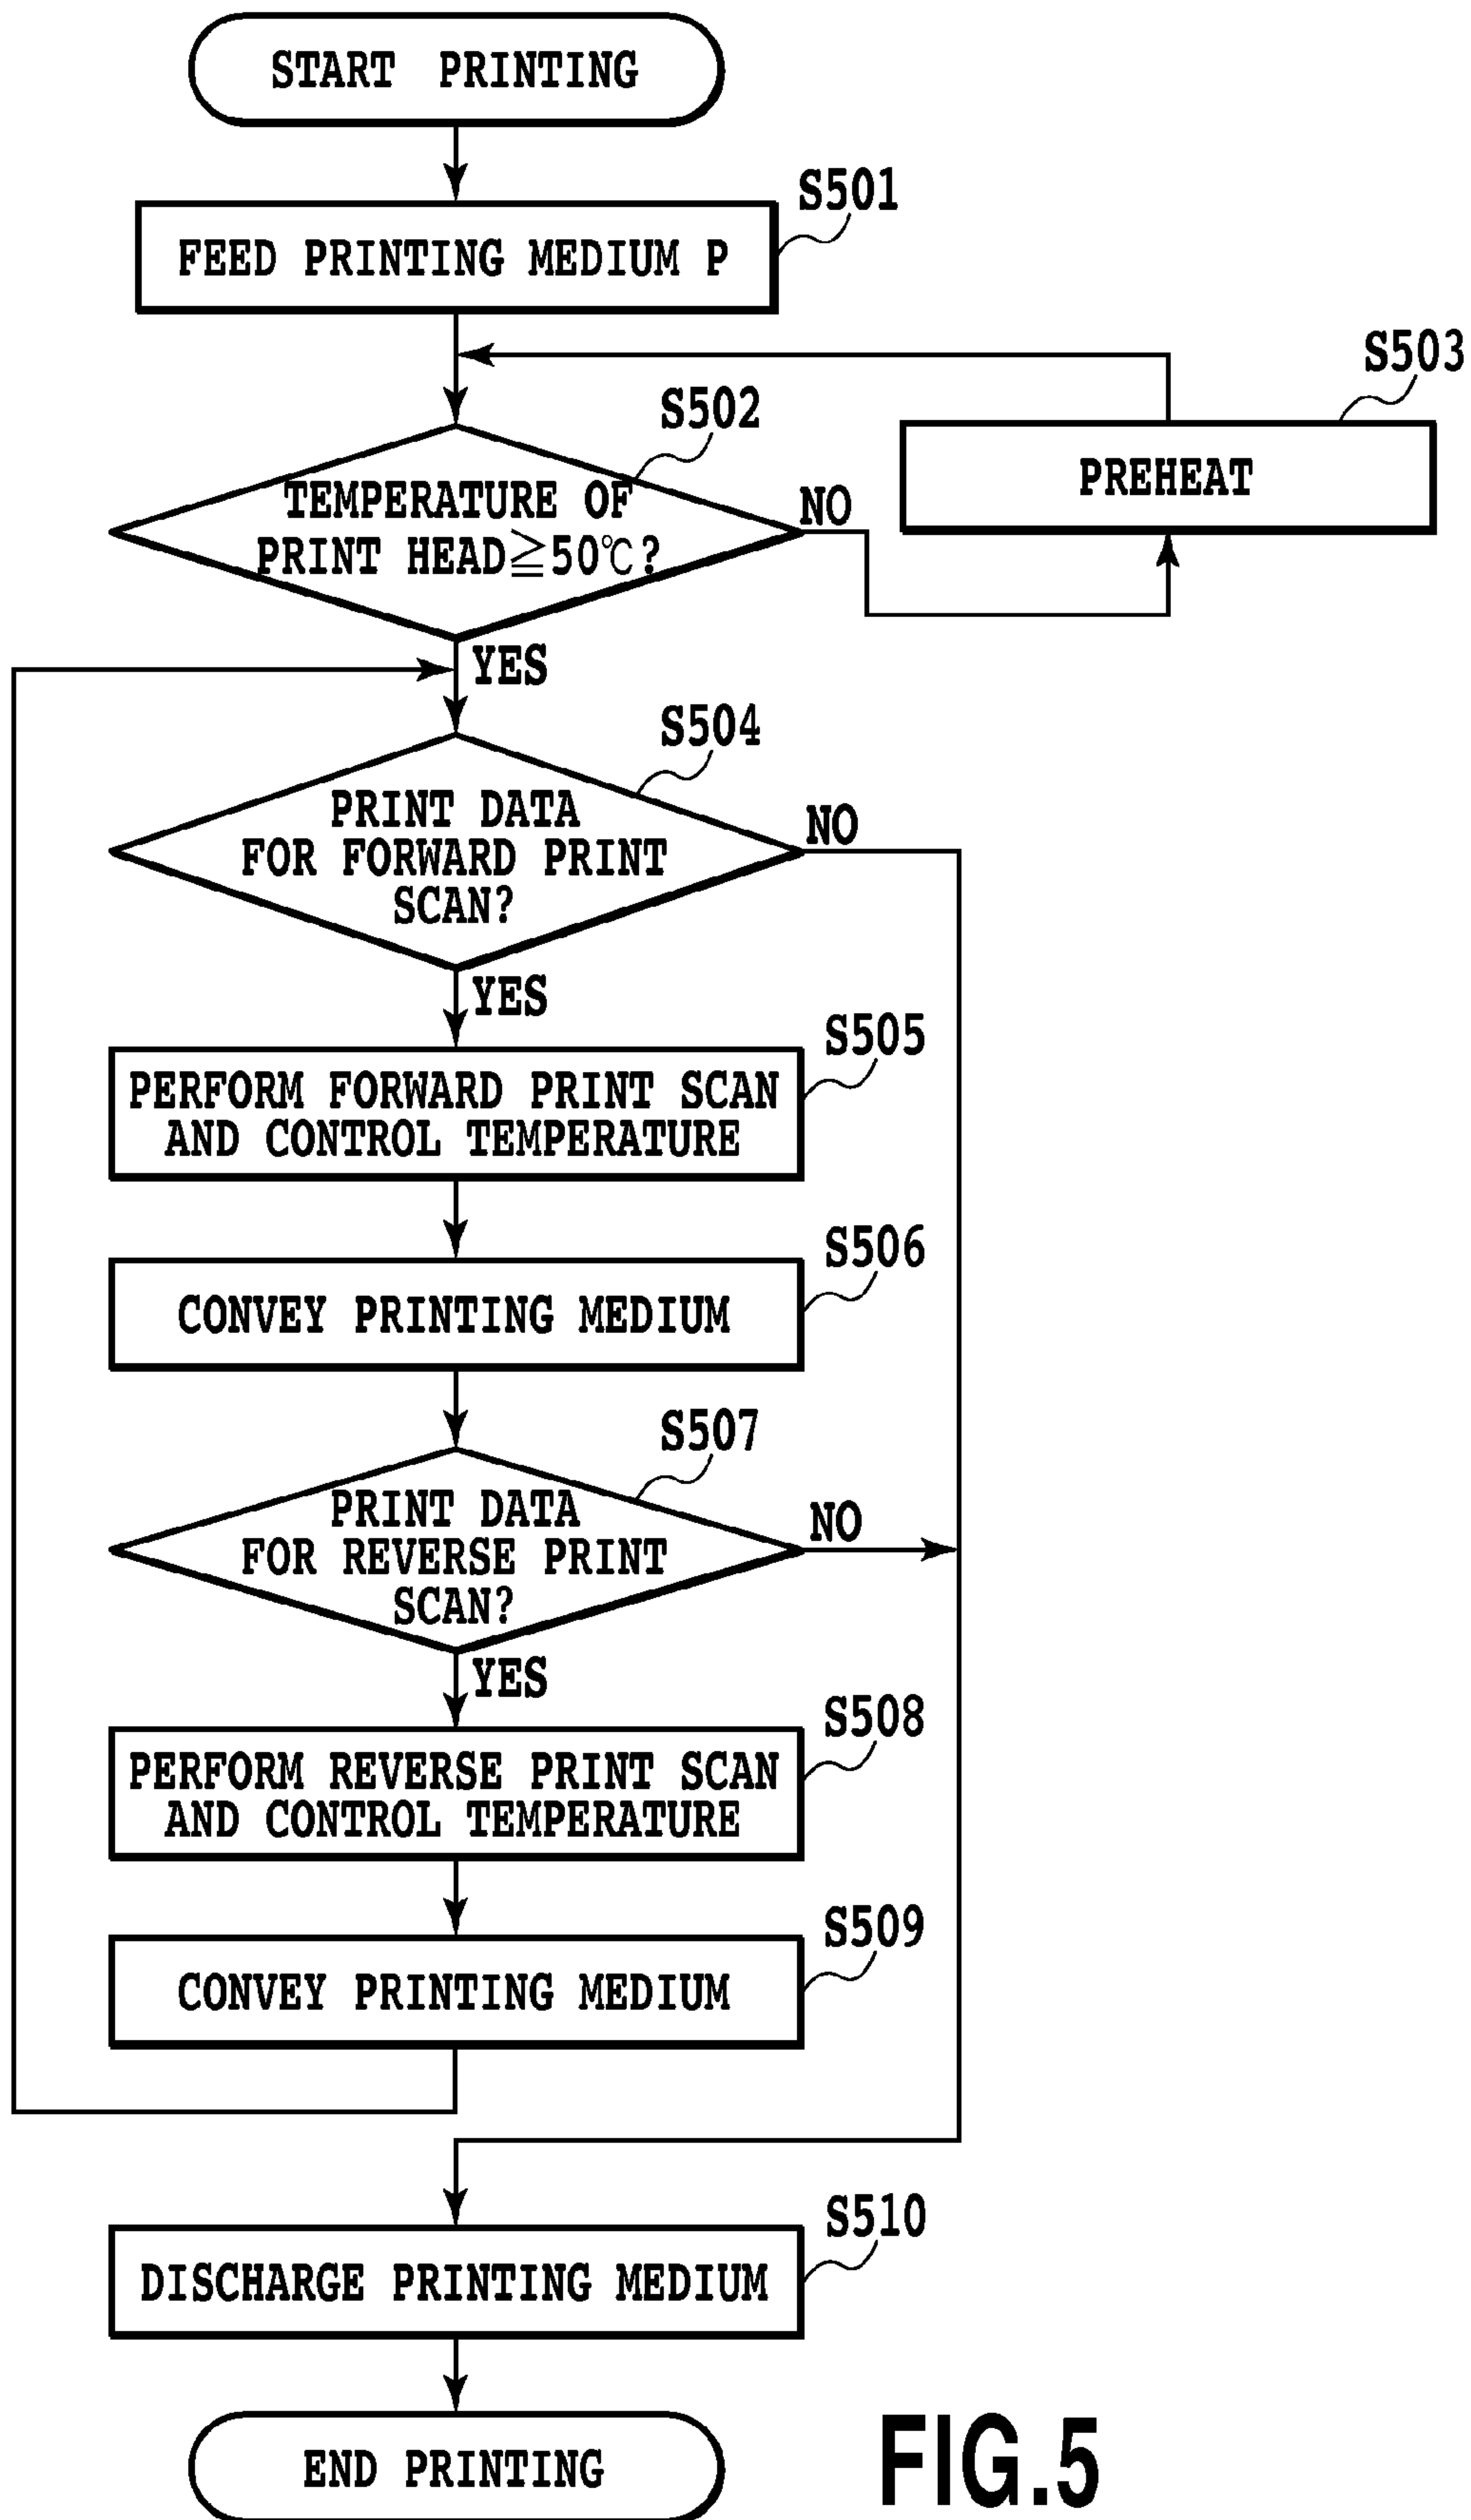 START PRINTING
S501
FEED PRINTING MEDIUM P
S503
PREHEAT
S502
TEMPERATURE OF
PRINT HEAD≧50℃?
NO
YES
S504
PRINT DATA
FOR FORWARD PRINT
SCAN?
NO
YES
S505
PERFORM FORWARD PRINT SCAN
AND CONTROL TEMPERATURE
S506
CONVEY PRINTING MEDIUM
S507
PRINT DATA
FOR REVERSE PRINT
SCAN?
NO
YES
S508
PERFORM REVERSE PRINT SCAN
AND CONTROL TEMPERATURE
S509
CONVEY PRINTING MEDIUM
S510
DISCHARGE PRINTING MEDIUM
END PRINTING
FIG.5